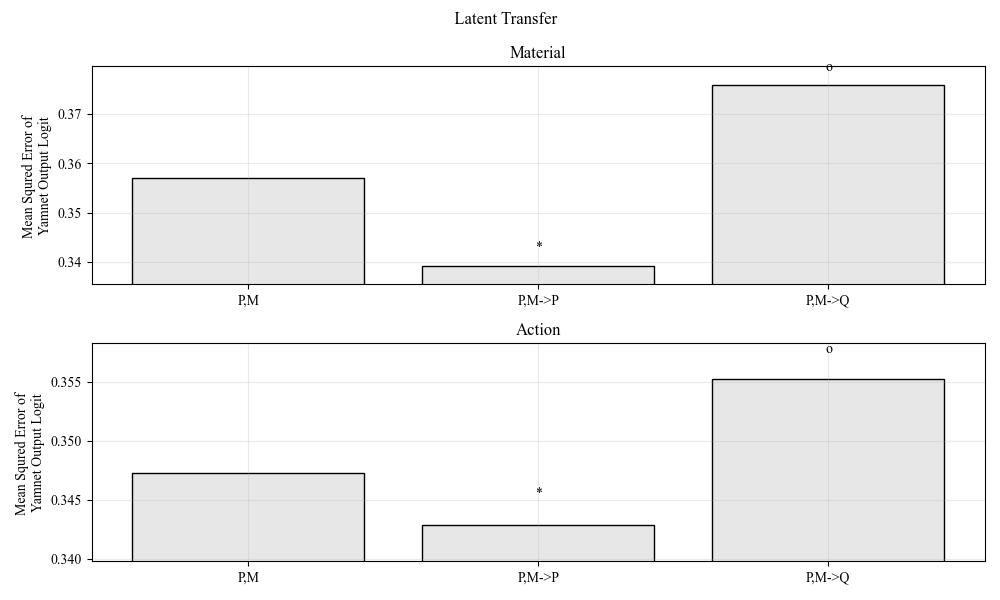 Latent Transfer
Material
Mean Squred Error of
Yamnet Output Logit
0.37
0.36
0.35
0.34
o
*
P,M
P,M->P
P,M->Q
Action
Mean Squred Error of
Yamnet Output Logit
0.355
0.350
0.345
0.340
o
*
P,M
P,M->P
P,M->Q